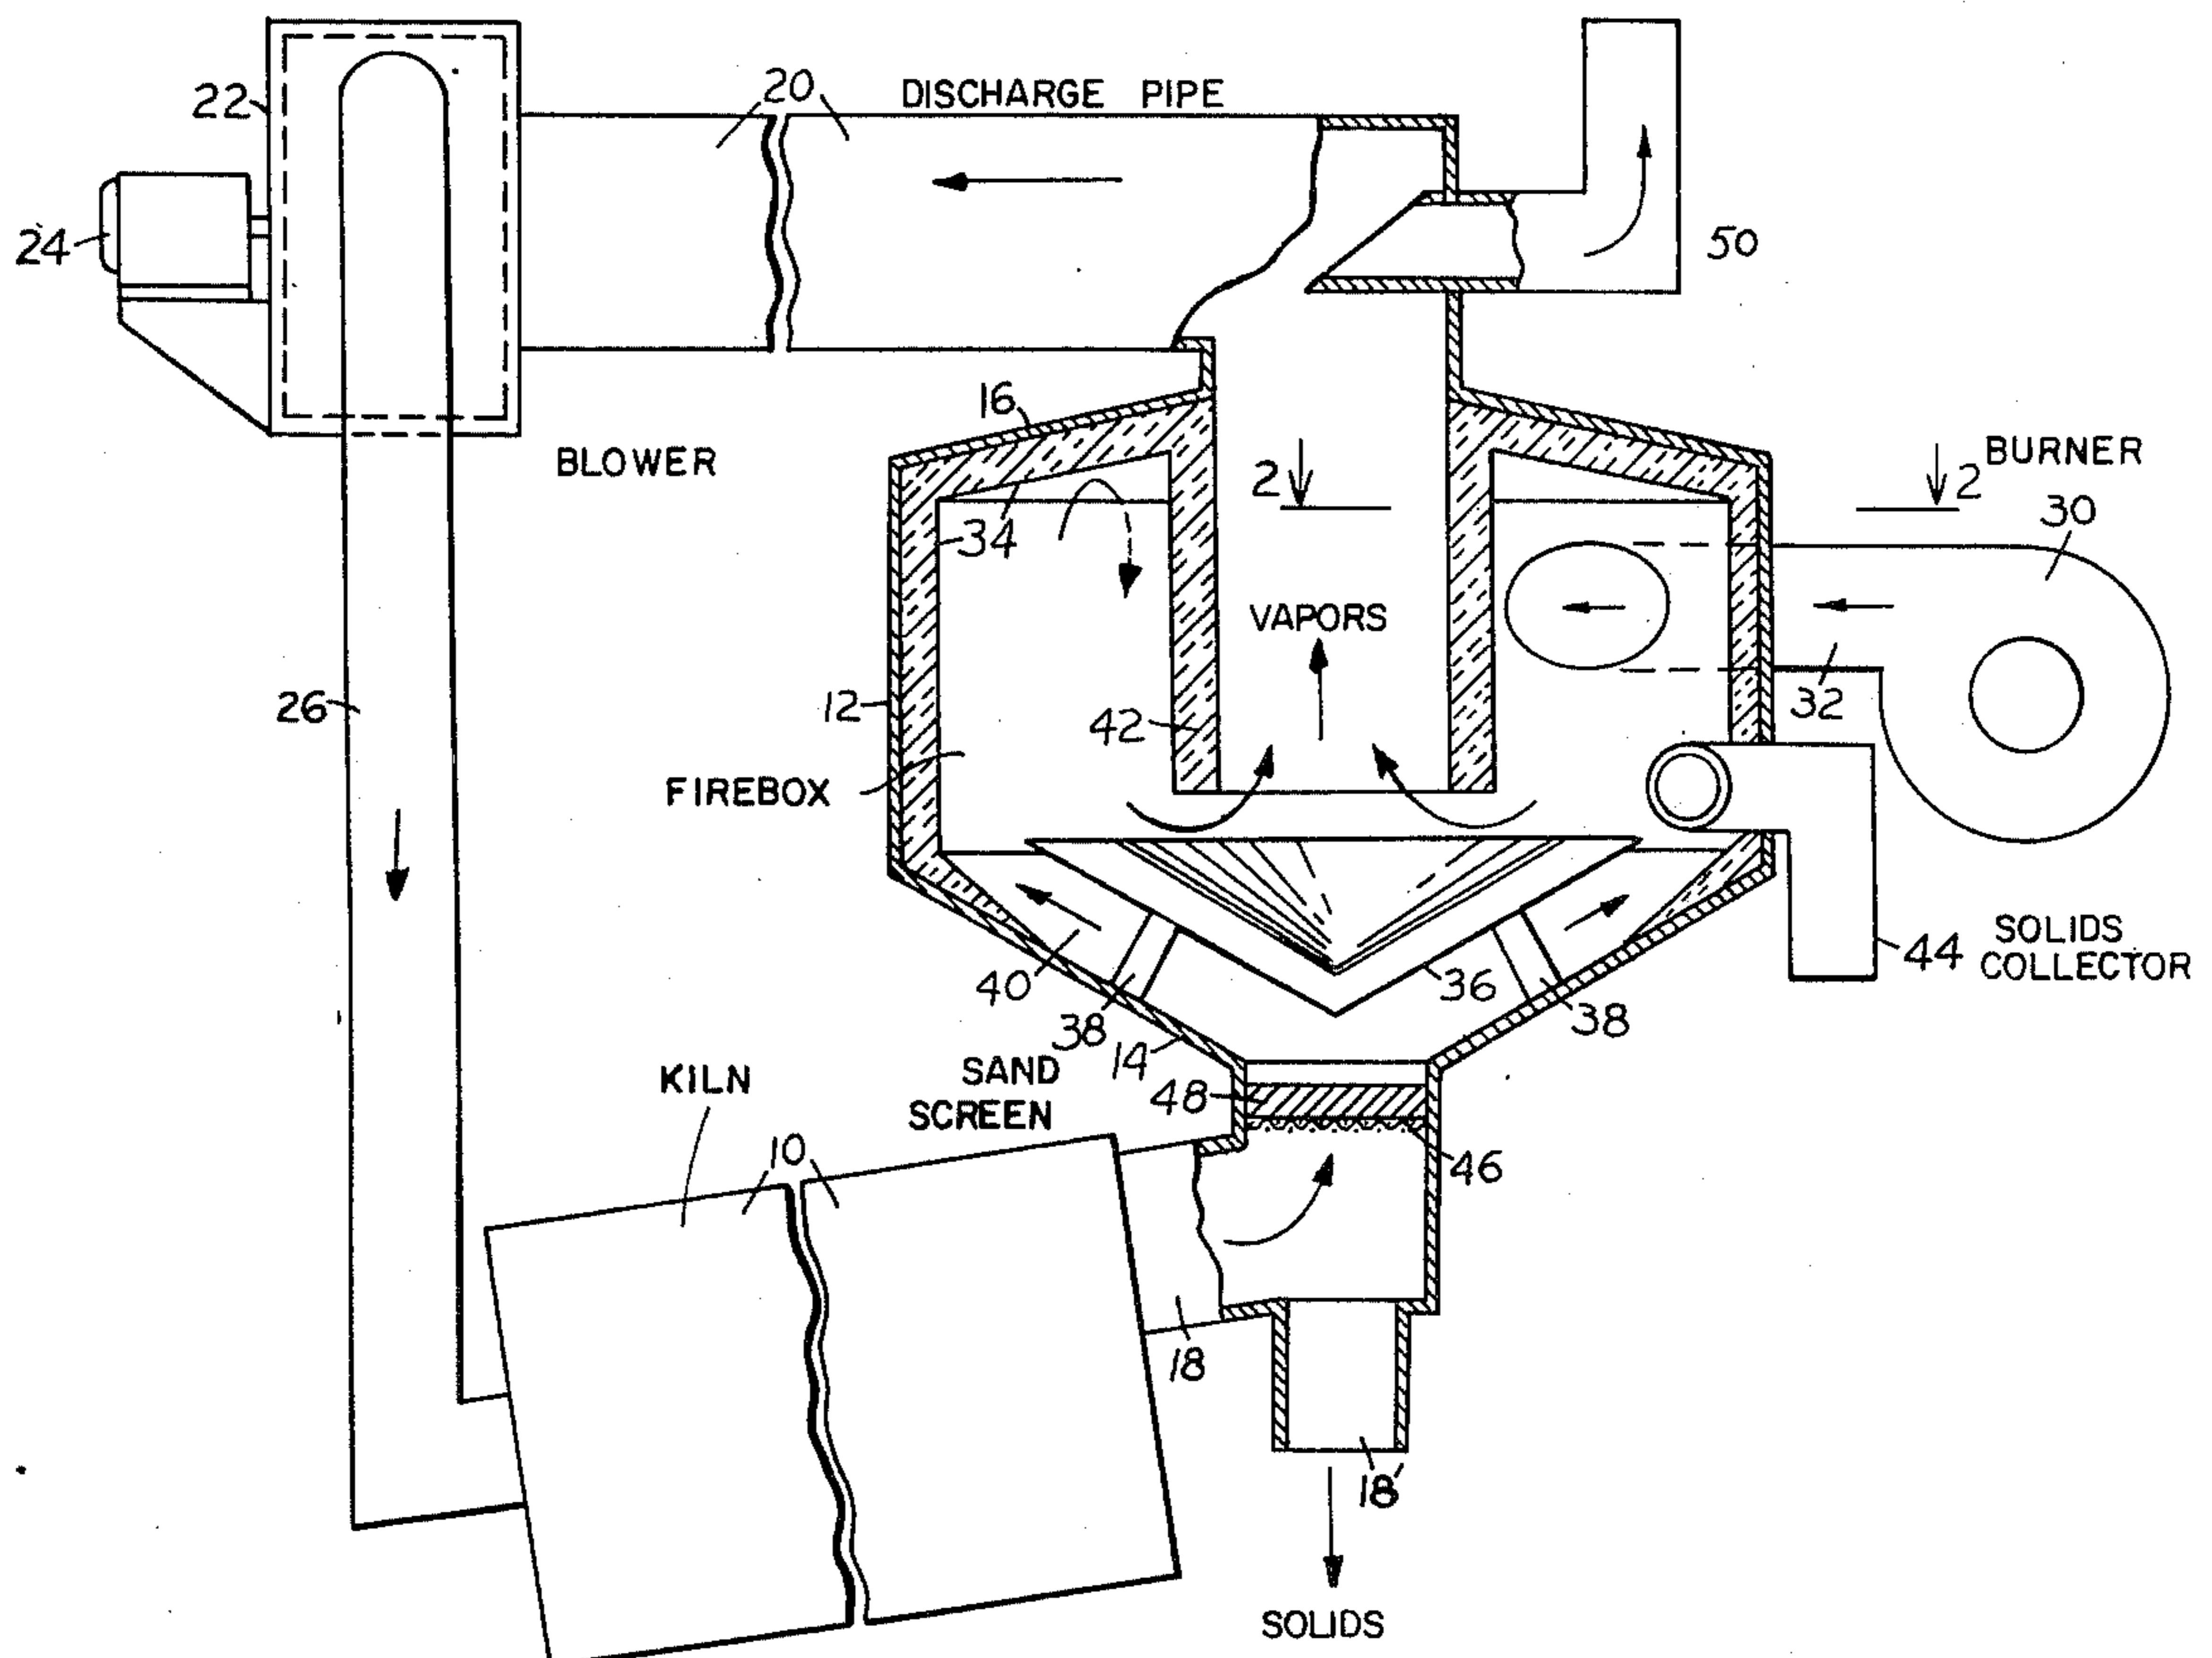 20 DISCHARGE PIPE
22
24
50
16
BLOWER
2 2 BURNER
30
34
VAPORS
26
12
42
32
FIREBOX
44 SOLIDS
COLLECTOR
40
36
38 38
14
SAND
SCREEN
KILN
48
10
46
18
18'
SOLIDS